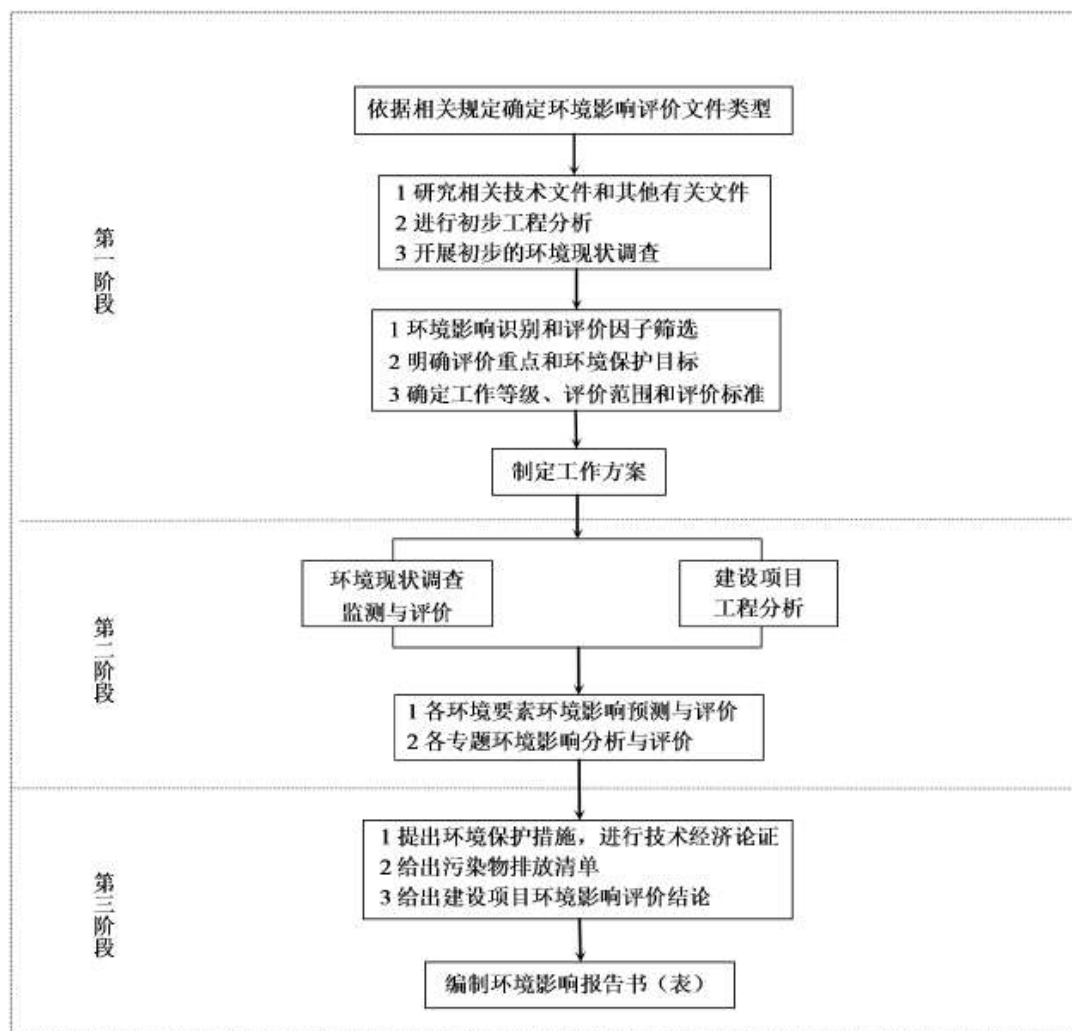 依据相关规定确定环境影响评价文件类型
1 研究相关技术文件和其他有关文件
2 进行初步工程分析
3 开展初步的环境现状调查
第一阶段
1 环境影响识别和评价因子筛选
2 明确评价重点和环境保护目标
3 确定工作等级、评价范围和评价标准
制定工作方案
环境现状调查
监测与评价
建设项目
工程分析
第二阶段
1 各环境要素环境影响预测与评价
2 各专题环境影响分析与评价
1 提出环境保护措施，进行技术经济论证
2 给出污染物排放清单
3 给出建设项目环境影响评价结论
第三阶段
编制环境影响报告书（表）